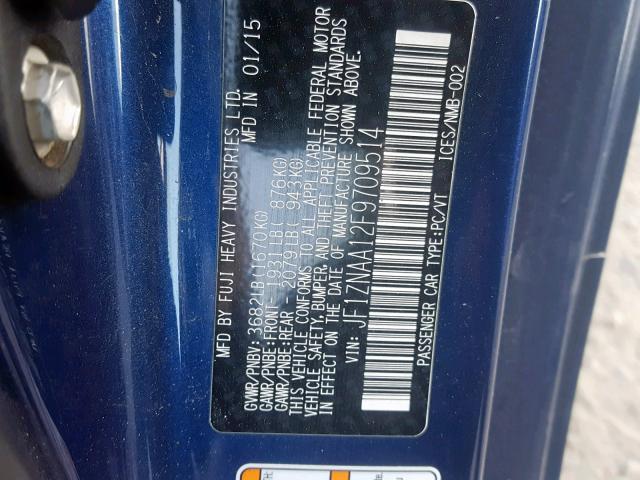 MFD BY FUJI HEAVY INDUSTRIES LTD.
MFD IN 01/15
GVWR/PNBV: 3682LB(1670KG)
GAWR/PNBE:FRONT 1931LB( 876KG)
GAWR/PNBE:REAR 2079LB( 943KG)
THIS VEHICLE CONFORMS TO ALL APPLICABLE FEDERAL MOTOR
VEHICLE SAFETY, BUMPER, AND THEFT PREVENTION STANDARDS
IN EFFECT ON THE DATE OF MANUFACTURE SHOWN ABOVE.
VIN: JF1ZNAA12F9709514
PASSENGER CAR TYPE:PC/VT
ICES/NMB-002